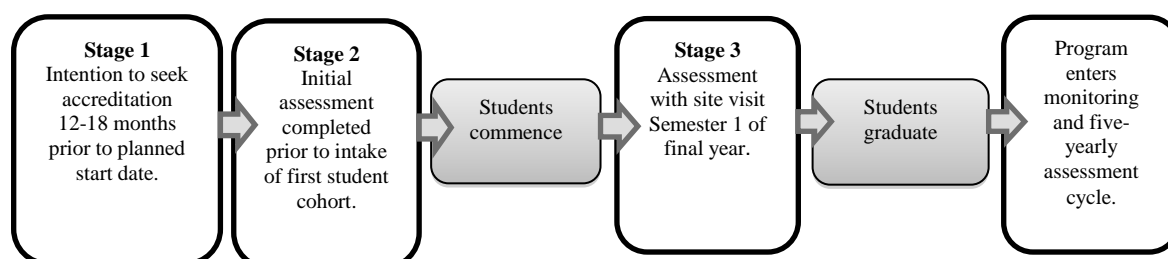 Stage 1
Intention to seek
accreditation
12-18 months
prior to planned
start date.
Stage 2
Initial
assessment
completed
prior to intake
of first student
cohort.
Students
commence
Stage 3
Assessment
with site visit
Semester 1 of
final year.
Students
graduate
Program
enters
monitoring
and five-
yearly
assessment
cycle.